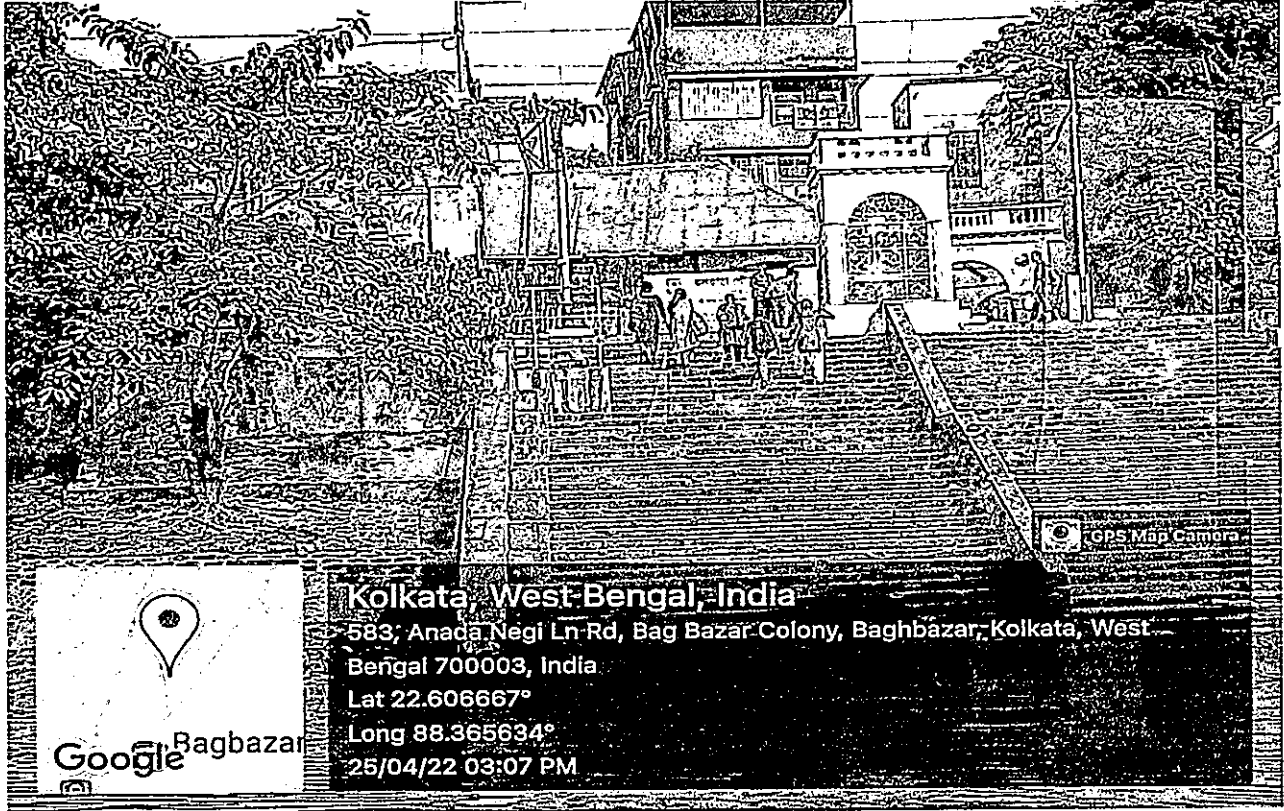 GPS Map Camera
Kolkata, West Bengal, India
583, Anada Negi Ln Rd, Bag Bazar Colony, Baghbazar, Kolkata, West
Bengal 700003, India
Lat 22.606667°
Long 88.365634°
25/04/22 03:07 PM
Bagbazar
Google